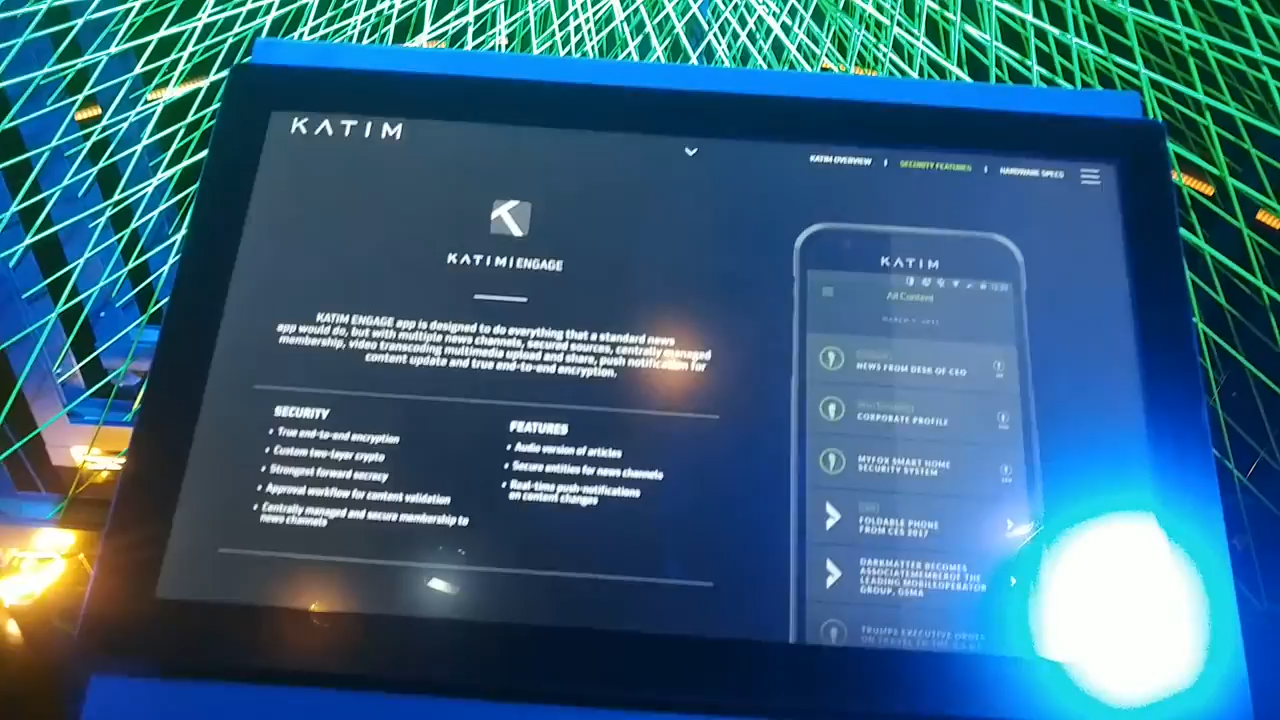 KATIM
KATIM OVERVIEW | SECURITY FEATURES | HARDWARE SPECS
KATIM|ENGAGE
KATIM ENGAGE app is designed to do everything that a standard news
app would do, but with multiple news channels, secured sources, centrally managed
membership, video transcoding multimedia upload and share, push notification for
content update and true end-to-end encryption.
SECURITY
True end-to-end encryption
Custom two-layer crypto
Strongest forward secrecy
Approval workflow for content validation
Centrally managed and secure membership to
news channels
FEATURES
Audio version of articles
Secure entities for news channels
Real-time push-notifications
on content changes
KATIM
All Content
NEWS FROM DESK OF CEO
CORPORATE PROFILE
MYFOX SMART HOME
SECURITY SYSTEM
FOLDABLE PHONE
FROM CES 2017
DARKMATTER BECOMES
ASSOCIATEMEMBEROF THE
LEADING MOBILEOPERATOR
GROUP, GSMA
TRUMPS EXECUTIVE